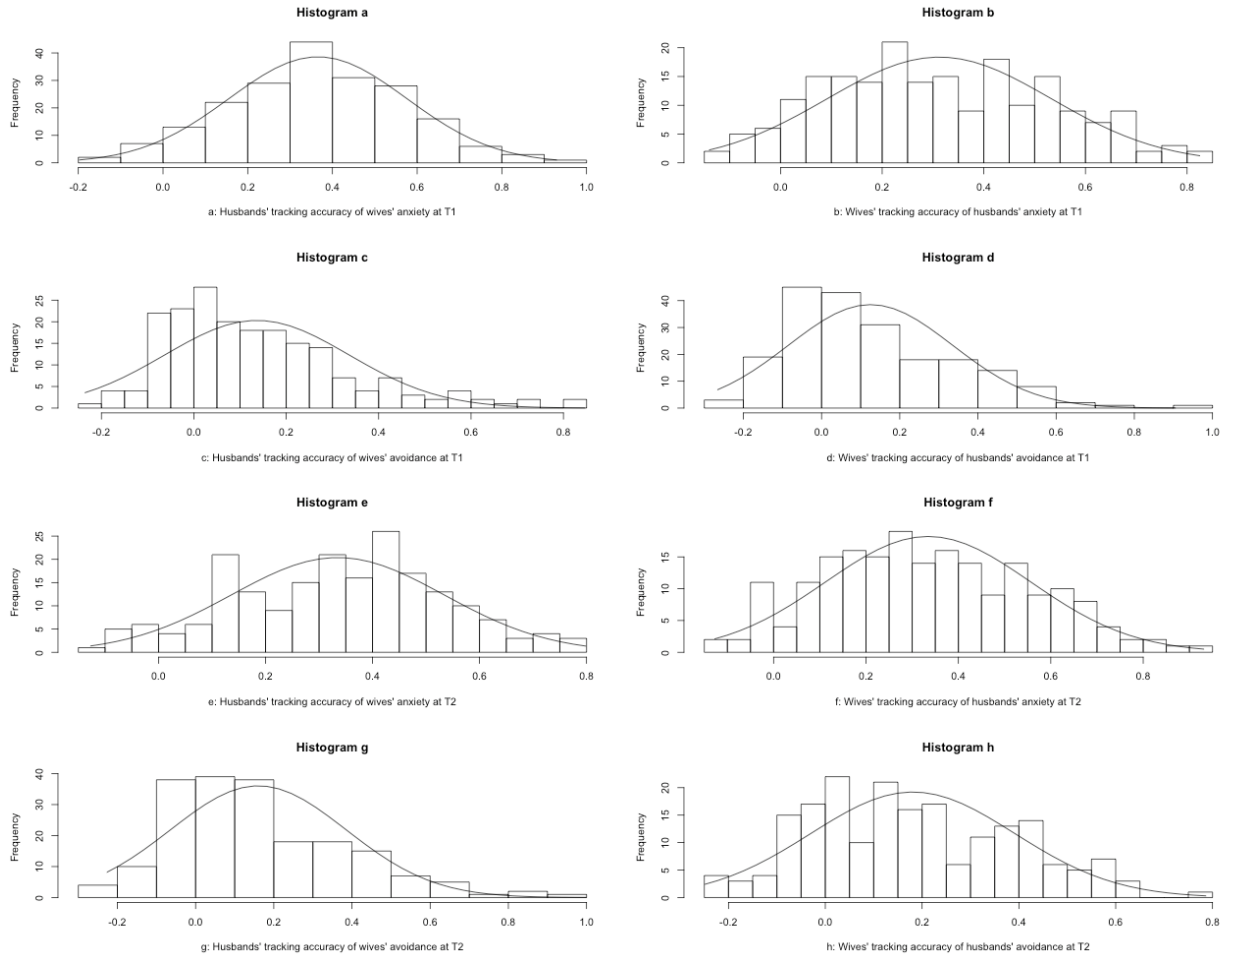 Histogram a
Frequency
0 10 20 30 40
-0.2 0.0 0.2 0.4 0.6 0.8 1.0
a: Husbands' tracking accuracy of wives' anxiety at T1
Histogram b
Frequency
0 5 10 15 20
0.0 0.2 0.4 0.6 0.8
b: Wives' tracking accuracy of husbands' anxiety at T1
Histogram c
Frequency
0 5 10 15 20 25
-0.2 0.0 0.2 0.4 0.6 0.8
c: Husbands' tracking accuracy of wives' avoidance at T1
Histogram d
Frequency
0 10 20 30 40
-0.2 0.0 0.2 0.4 0.6 0.8 1.0
d: Wives' tracking accuracy of husbands' avoidance at T1
Histogram e
Frequency
0 5 10 15 20 25
0.0 0.2 0.4 0.6 0.8
e: Husbands' tracking accuracy of wives' anxiety at T2
Histogram f
Frequency
0 5 10 15
0.0 0.2 0.4 0.6 0.8
f: Wives' tracking accuracy of husbands' anxiety at T2
Histogram g
Frequency
0 10 20 30 40
-0.2 0.0 0.2 0.4 0.6 0.8 1.0
g: Husbands' tracking accuracy of wives' avoidance at T2
Histogram h
Frequency
0 5 10 15 20
-0.2 0.0 0.2 0.4 0.6 0.8
h: Wives' tracking accuracy of husbands' avoidance at T2